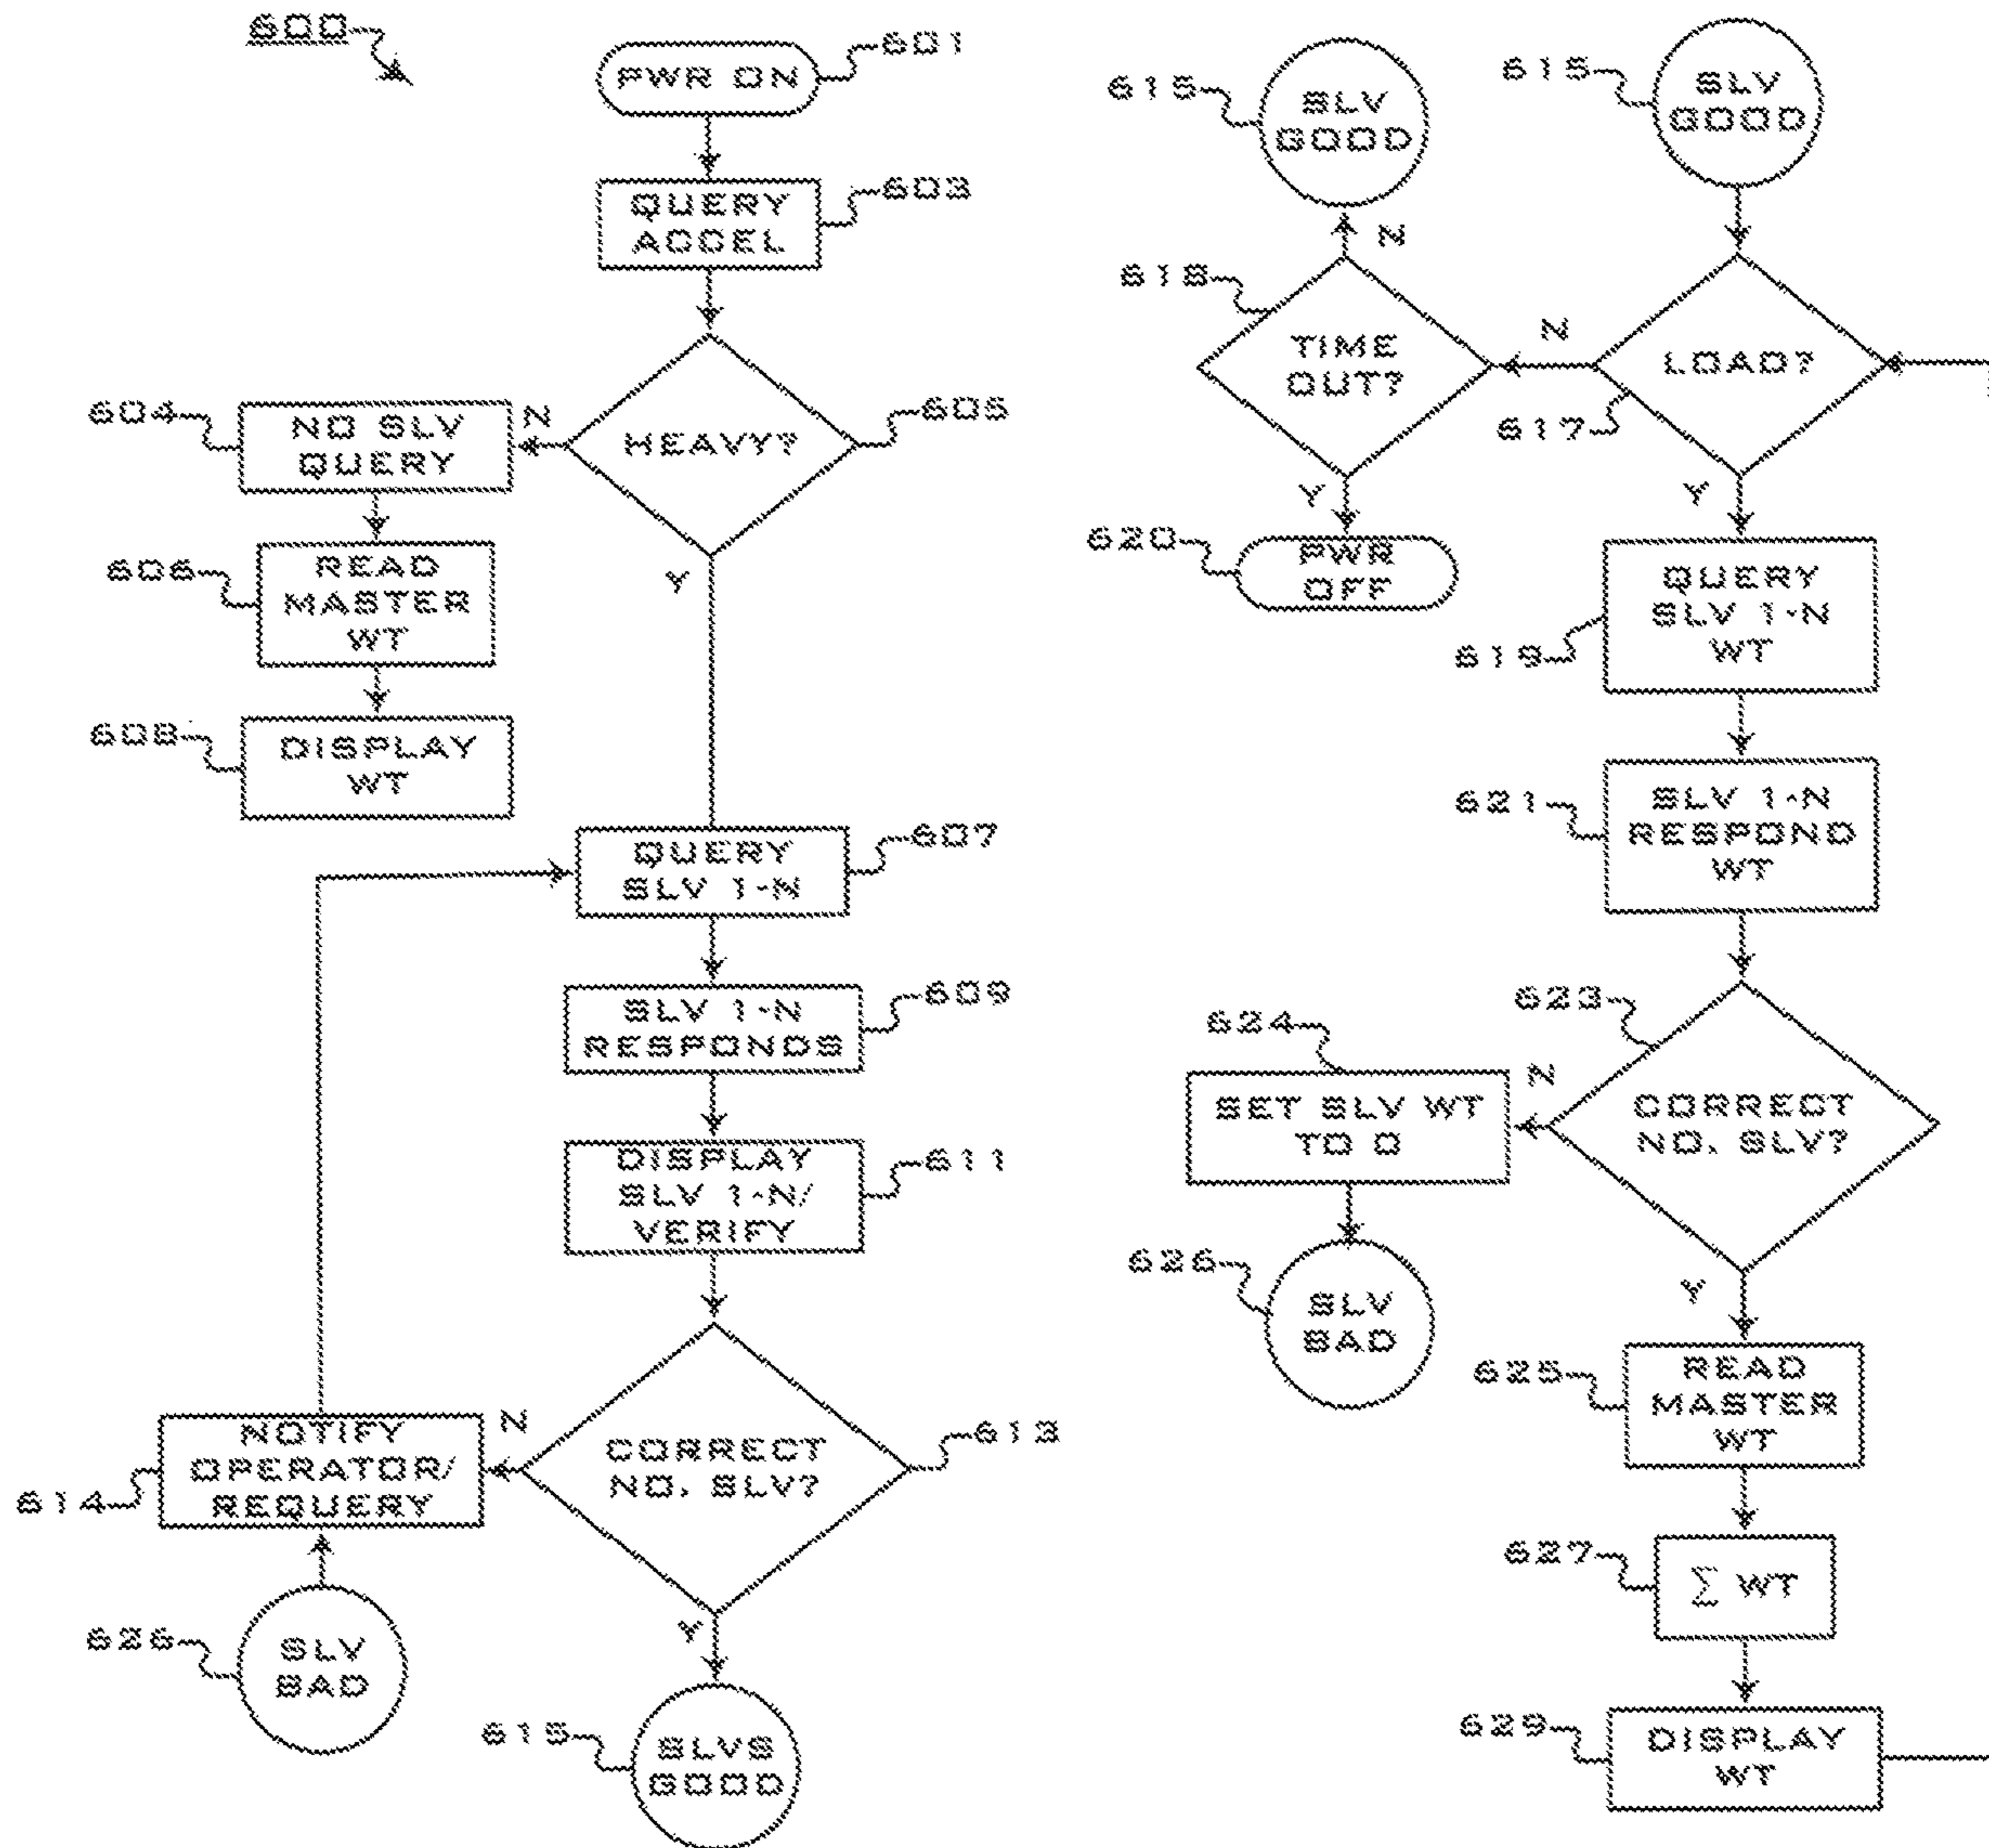 600
PWR ON
601
QUERY
ACCEL
603
HEAVY?
605
N
Y
604
NO SLV
QUERY
606
READ
MASTER
WT
608
DISPLAY
WT
QUERY
SLV 1-N
607
SLV 1-N
RESPONDS
609
DISPLAY
SLV 1-N/
VERIFY
611
CORRECT
NO. SLV?
613
N
Y
614
NOTIFY
OPERATOR/
REQUERY
626
SLV
BAD
615
SLVS
GOOD
615
SLV
GOOD
615
SLV
GOOD
N
618
TIME
OUT?
N
LOAD?
617
Y
Y
620
PWR
OFF
QUERY
SLV 1-N
WT
619
621
SLV 1-N
RESPOND
WT
623
CORRECT
NO. SLV?
N
Y
624
SET SLV WT
TO 0
626
SLV
BAD
625
READ
MASTER
WT
627
∑ WT
629
DISPLAY
WT